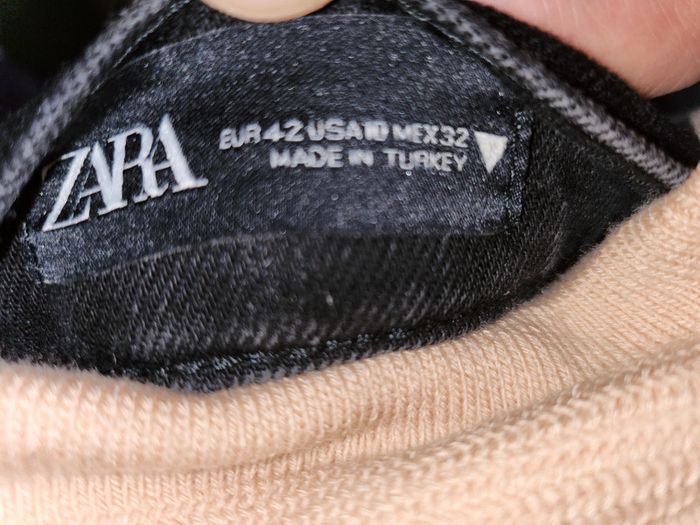 ZARA
EUR 42 USA 10 MEX 32
MADE IN TURKEY